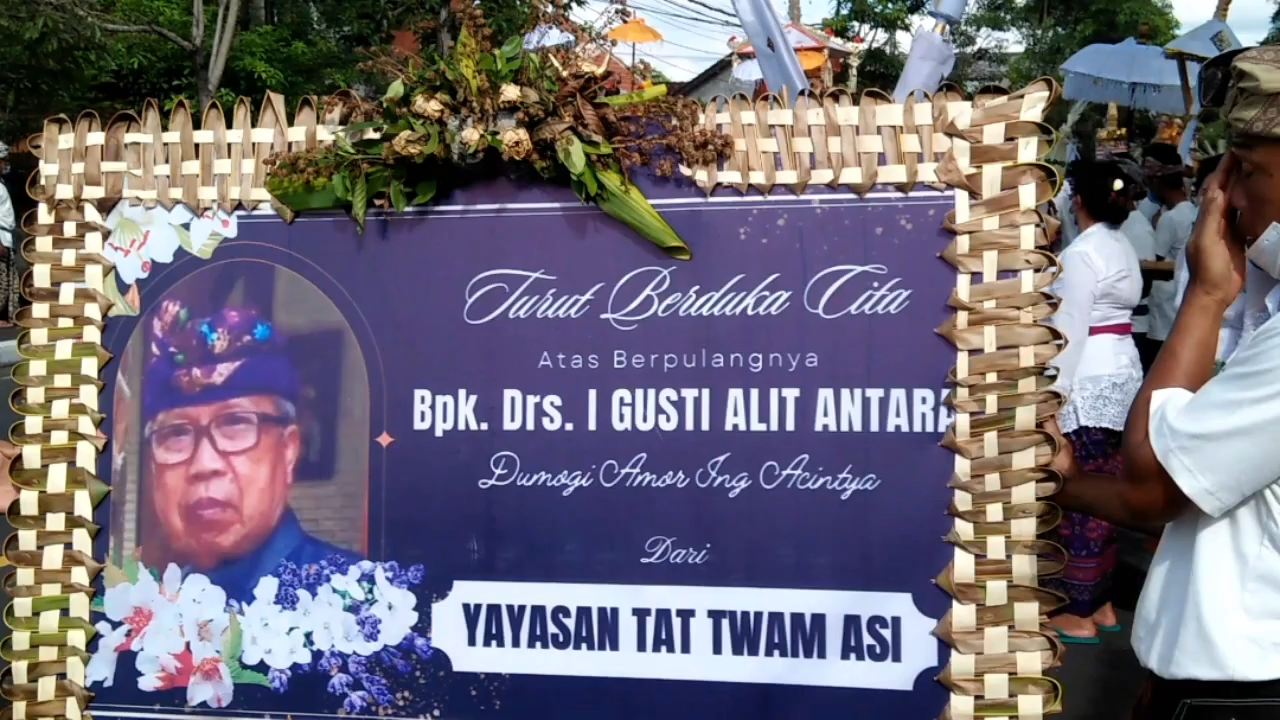 Turut Berduka Cita
Atas Berpulangnya
Bpk. Drs. I GUSTI ALIT ANTARA
Dumogi Amor Ing Acintya
Dari
YAYASAN TAT TWAM ASI